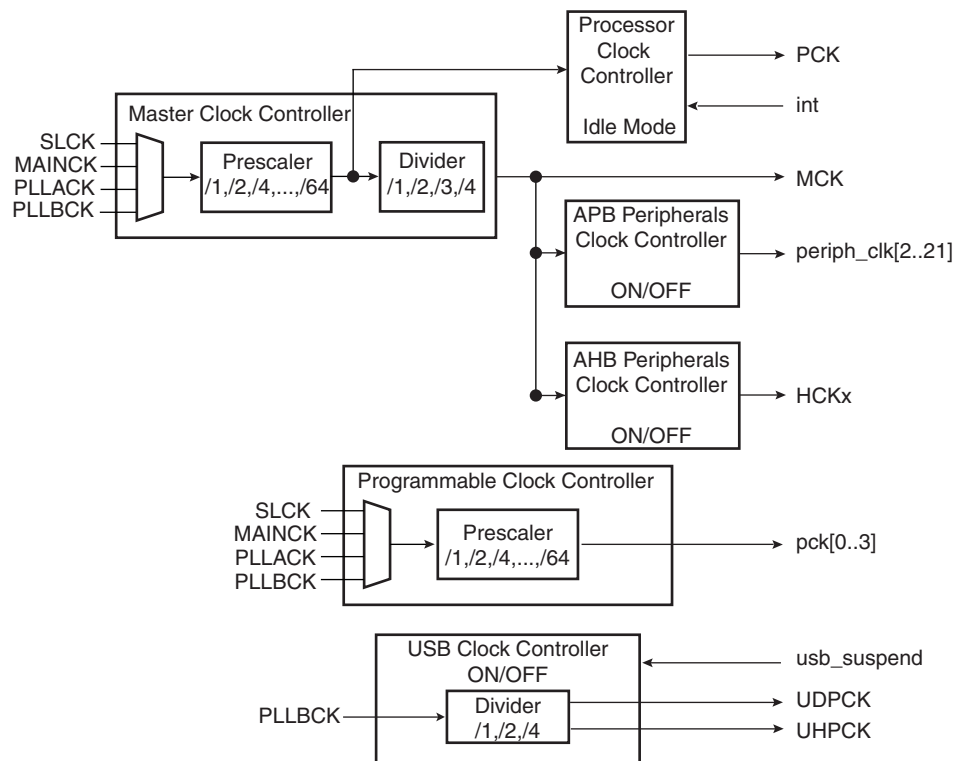 Processor
Clock
Controller
Idle Mode
PCK
int
Master Clock Controller
SLCK
MAINCK
PLLACK
PLLBCK
Prescaler
/1,/2,/4,...,/64
Divider
/1,/2,/3,/4
MCK
APB Peripherals
Clock Controller
ON/OFF
periph_clk[2..21]
AHB Peripherals
Clock Controller
ON/OFF
HCKx
Programmable Clock Controller
SLCK
MAINCK
PLLACK
PLLBCK
Prescaler
/1,/2,/4,...,/64
pck[0..3]
USB Clock Controller
ON/OFF
usb_suspend
PLLBCK
Divider
/1,/2,/4
UDPCK
UHPCK